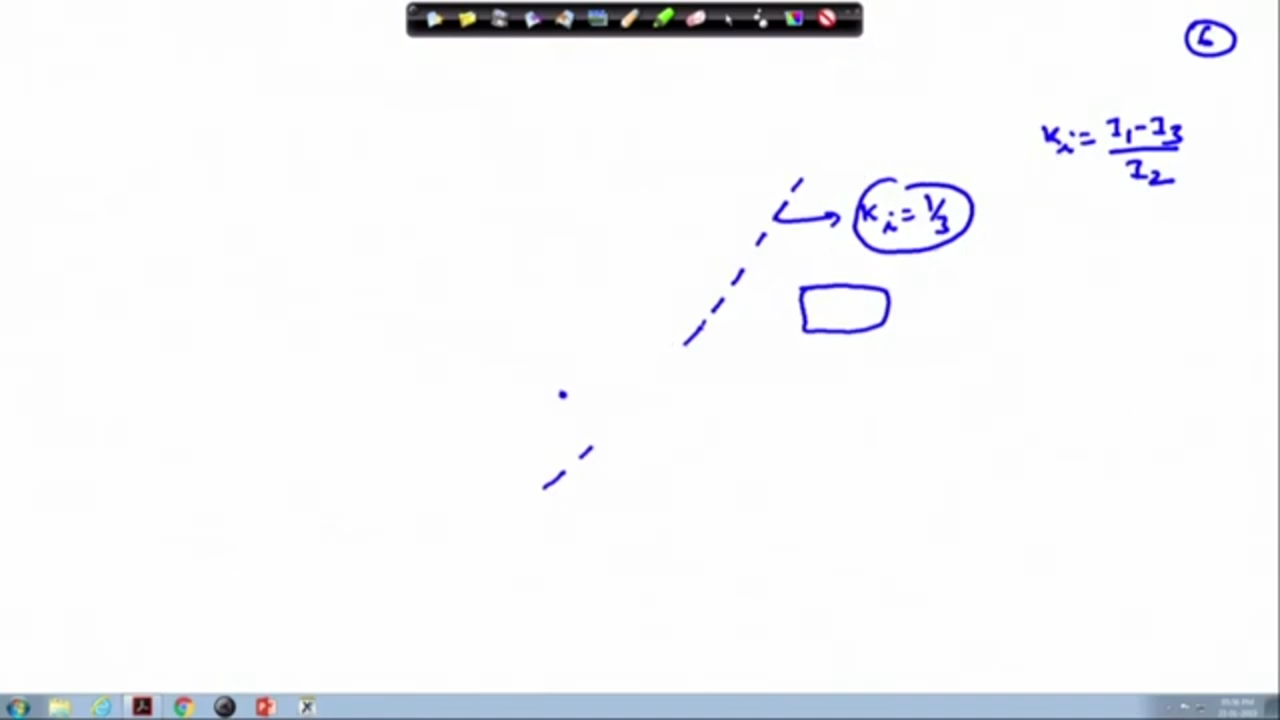 6
Ki = I1-I3/I2
Ki = 1/3